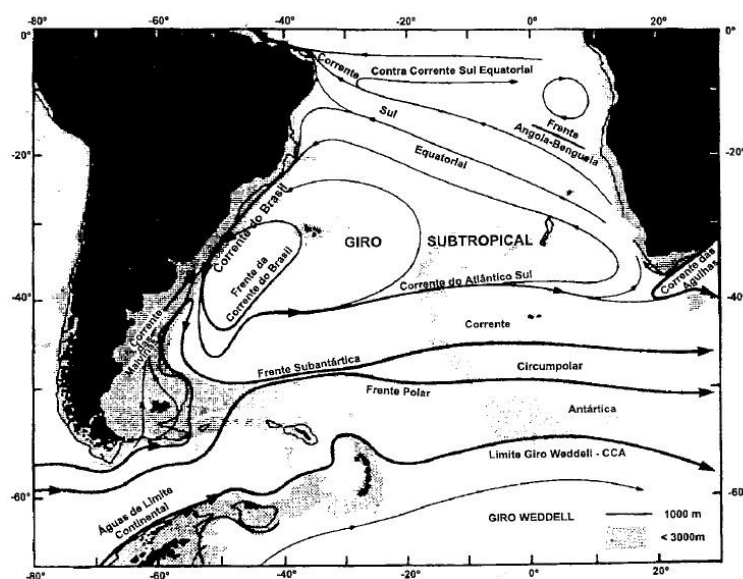 -80° -60° -40° -20° 0° 20°
0° 0°
Corrente
Contra Corrente Sul Equatorial
Sul
Frente
Angola-Benguela
Equatorial
-20° -20°
Corrente do Brasil
GIRO SUBTROPICAL
Frente da
Corrente do Brasil
Corrente das
Agulhas
Corrente do Atlântico Sul
-40° -40°
Corrente
Corrente
Malvinas
Frente Subantártica
Circumpolar
Frente Polar
Antártica
Limite Giro Weddell - CCA
-60° -60
Águas de Limite
Continental
GIRO WEDDELL
1000 m
< 3000m
-80° -60° -40° -20° 0° 20°